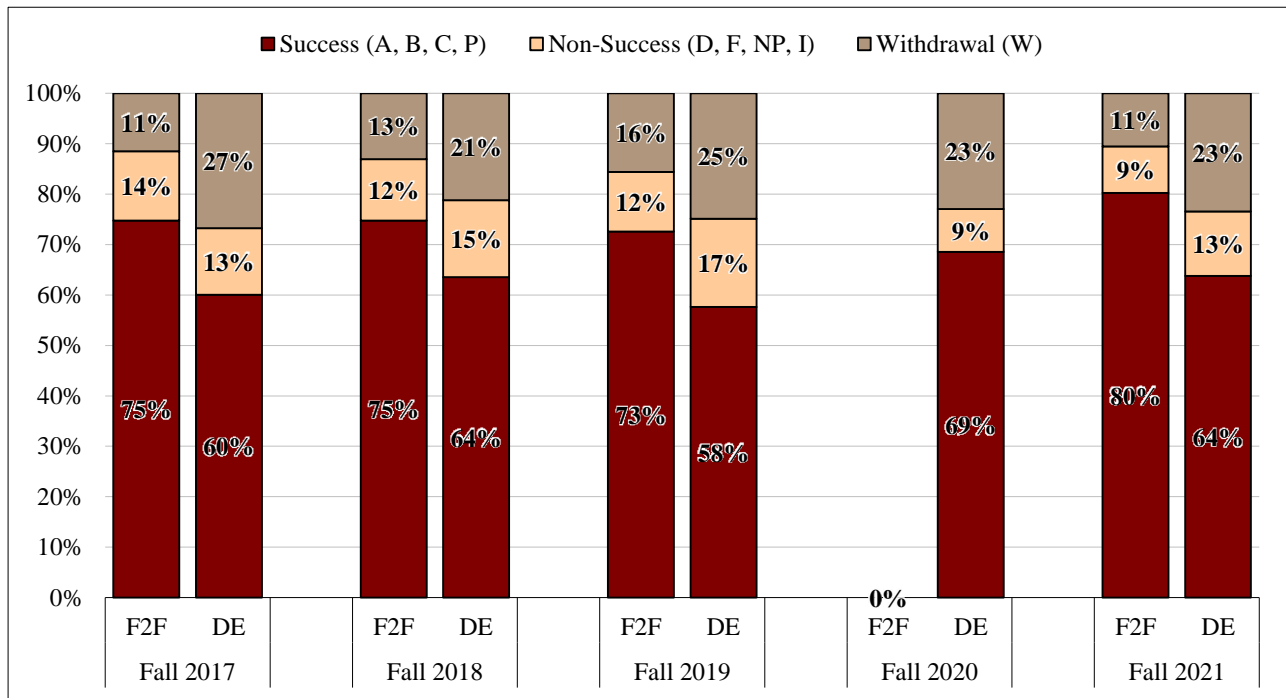 Success (A, B, C, P) Non-Success (D, F, NP, I) Withdrawal (W)
100%
90%
80%
70%
60%
50%
40%
30%
20%
10%
0%
11% 27% 13% 21% 16% 25% 23% 11% 23%
14% 13% 12% 15% 12% 17% 9% 9% 13%
75% 60% 75% 64% 73% 58% 0% 69% 80% 64%
F2F DE F2F DE F2F DE F2F DE F2F DE
Fall 2017 Fall 2018 Fall 2019 Fall 2020 Fall 2021